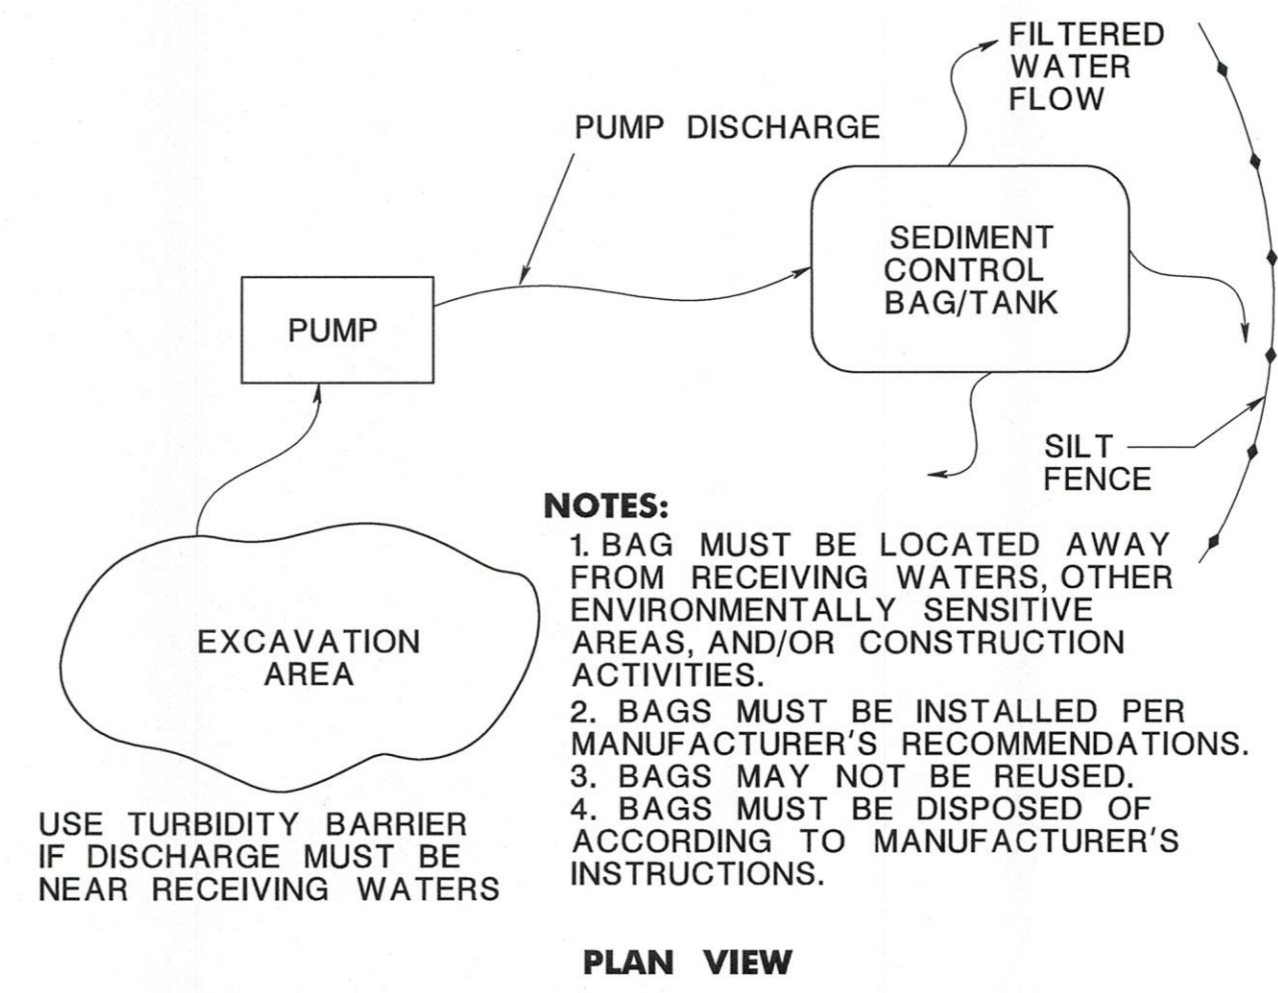 FILTERED
WATER
FLOW
PUMP DISCHARGE
SEDIMENT
CONTROL
BAG/TANK
PUMP
SILT
FENCE
EXCAVATION
AREA
NOTES:
1. BAG MUST BE LOCATED AWAY
FROM RECEIVING WATERS, OTHER
ENVIRONMENTALLY SENSITIVE
AREAS, AND/OR CONSTRUCTION
ACTIVITIES.
2. BAGS MUST BE INSTALLED PER
MANUFACTURER'S RECOMMENDATIONS.
3. BAGS MAY NOT BE REUSED.
4. BAGS MUST BE DISPOSED OF
ACCORDING TO MANUFACTURER'S
INSTRUCTIONS.
USE TURBIDITY BARRIER
IF DISCHARGE MUST BE
NEAR RECEIVING WATERS
PLAN VIEW